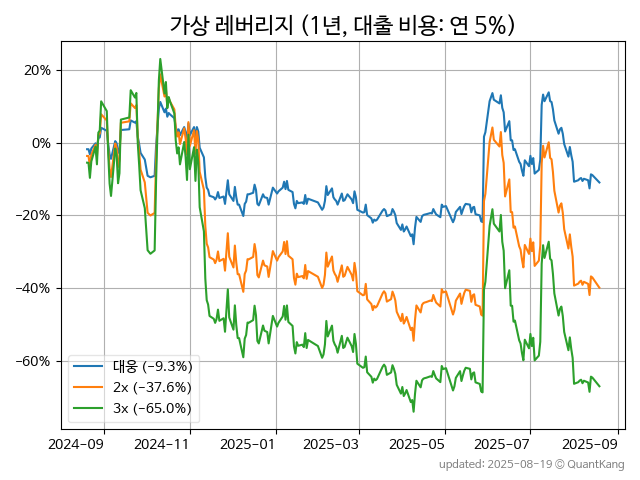 가상 레버리지 (1년, 대출 비용: 연 5%)
20%
0%
−20%
−40%
−60%
대웅 (−9.3%)
2x (−37.6%)
3x (−65.0%)
2024-09 2024-11 2025-01 2025-03 2025-05 2025-07 2025-09
updated: 2025-08-19 © QuantKang